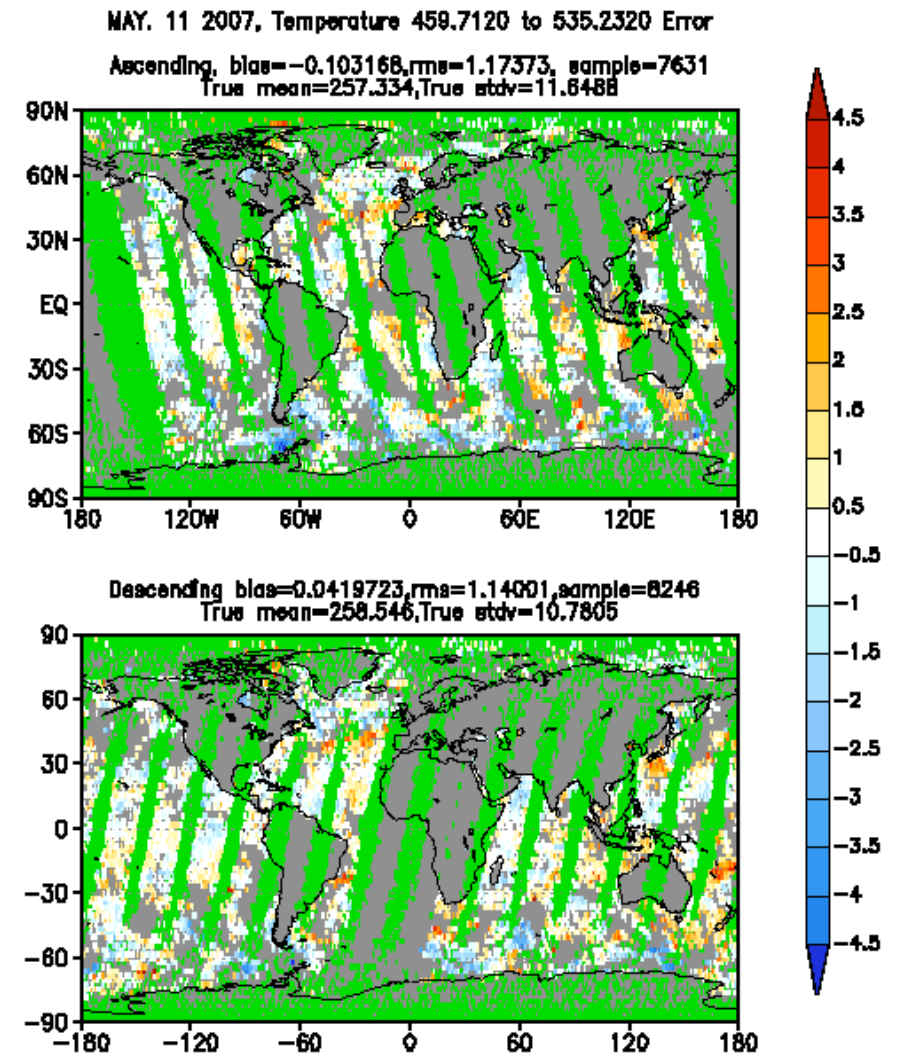 MAY. 11 2007, Temperature 459.7120 to 535.2320 Error
Ascending, bias=-0.103168,rms=1.17373, sample=7631
True mean=257.334,True stdv=11.6488
90N
60N
30N
EQ
30S
60S
90S
180 120W 60W 0 60E 120E 180
Descending bias=0.0419723,rms=1.14001,sample=8246
True mean=258.546,True stdv=10.7805
90
60
30
0
-30
-60
-90
-180 -120 -60 0 60 120 180
4.5
4
3.5
3
2.5
2
1.5
1
0.5
-0.5
-1
-1.5
-2
-2.5
-3
-3.5
-4
-4.5